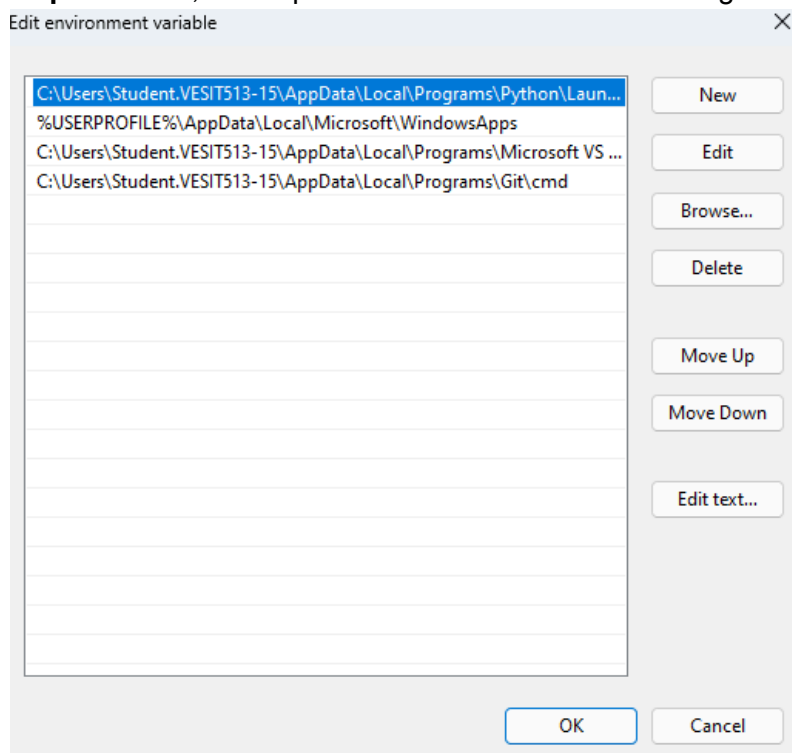 Edit environment variable
C:\Users\Student.VESIT513-15\AppData\Local\Programs\Python\Laun...
New
%USERPROFILE%\AppData\Local\Microsoft\WindowsApps
C:\Users\Student.VESIT513-15\AppData\Local\Programs\Microsoft VS ...
Edit
C:\Users\Student.VESIT513-15\AppData\Local\Programs\Git\cmd
Browse...
Delete
Move Up
Move Down
Edit text...
OK
Cancel